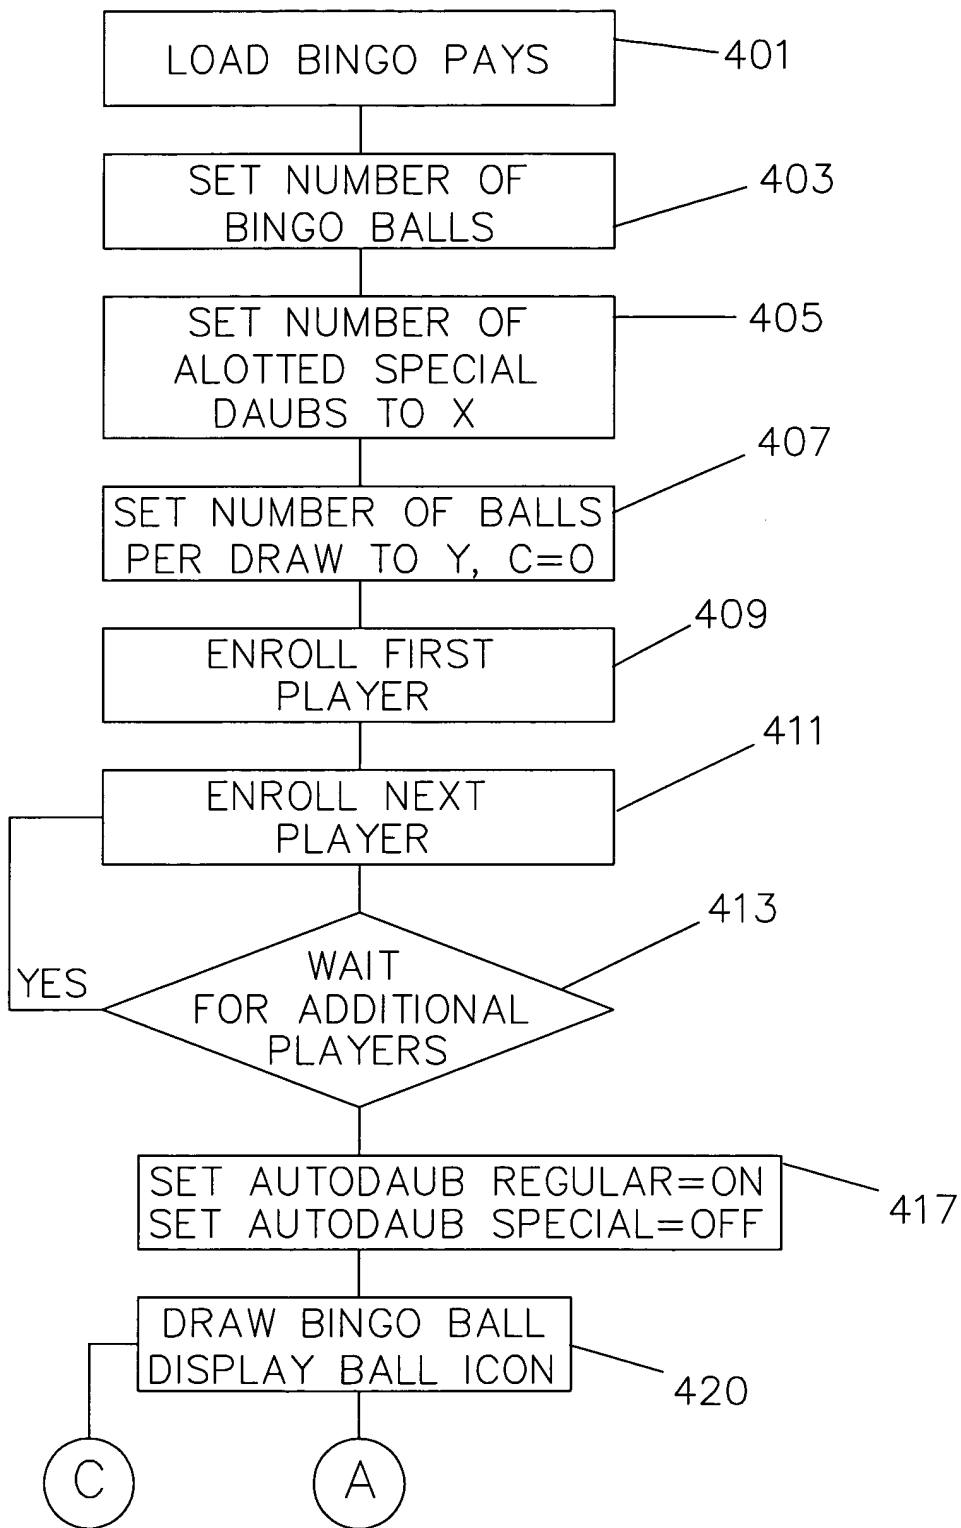 LOAD BINGO PAYS
401
SET NUMBER OF
BINGO BALLS
403
SET NUMBER OF
ALOTTED SPECIAL
DAUBS TO X
405
SET NUMBER OF BALLS
PER DRAW TO Y, C=0
407
ENROLL FIRST
PLAYER
409
ENROLL NEXT
PLAYER
411
WAIT
FOR ADDITIONAL
PLAYERS
413
YES
SET AUTODAUB REGULAR=ON
SET AUTODAUB SPECIAL=OFF
417
DRAW BINGO BALL
DISPLAY BALL ICON
420
C
A